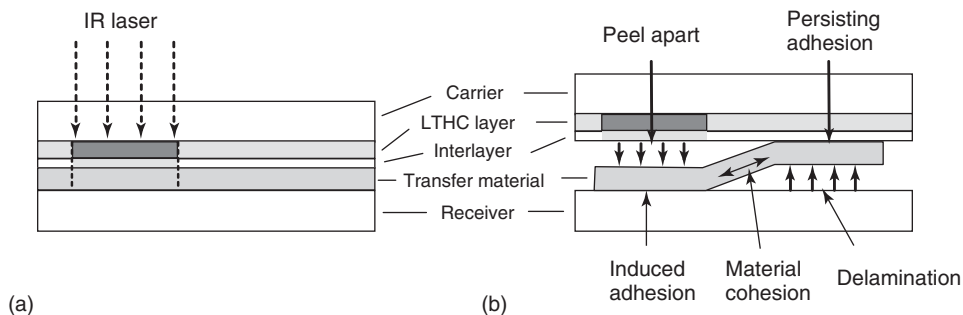 IR laser
Peel apart
Persisting
adhesion
Carrier
LTHC layer
Interlayer
Transfer material
Receiver
Induced
adhesion
Material
cohesion
Delamination
(a)
(b)